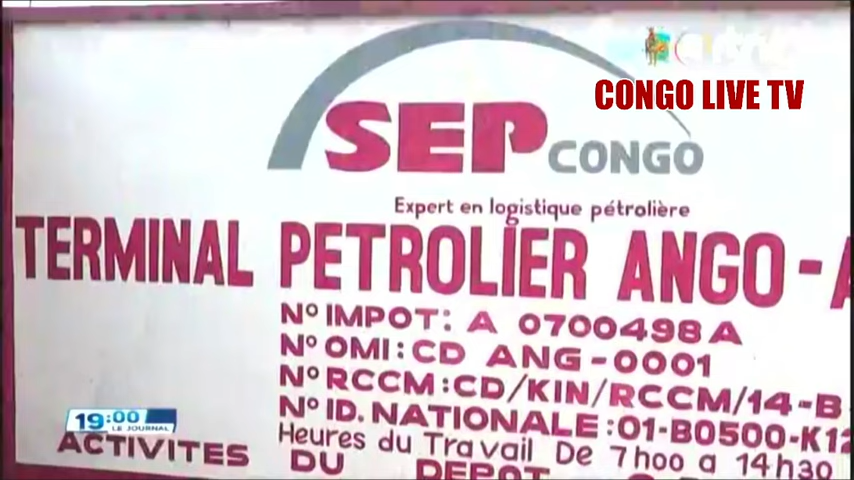 CONGO LIVE TV
SEP CONGO
Expert en logistique pétrolière
TERMINAL PETROLIER ANGO-
N° IMPOT: A 0700498 A
N° OMI: CD ANG-0001
N° RCCM: CD/KIN/RCCM/14-B
N° ID. NATIONALE: 01-B0500-K12
Heures du Travail De 7h00 a 14h30
ACTIVITES DU DEPOT
19:00
LE JOURNAL